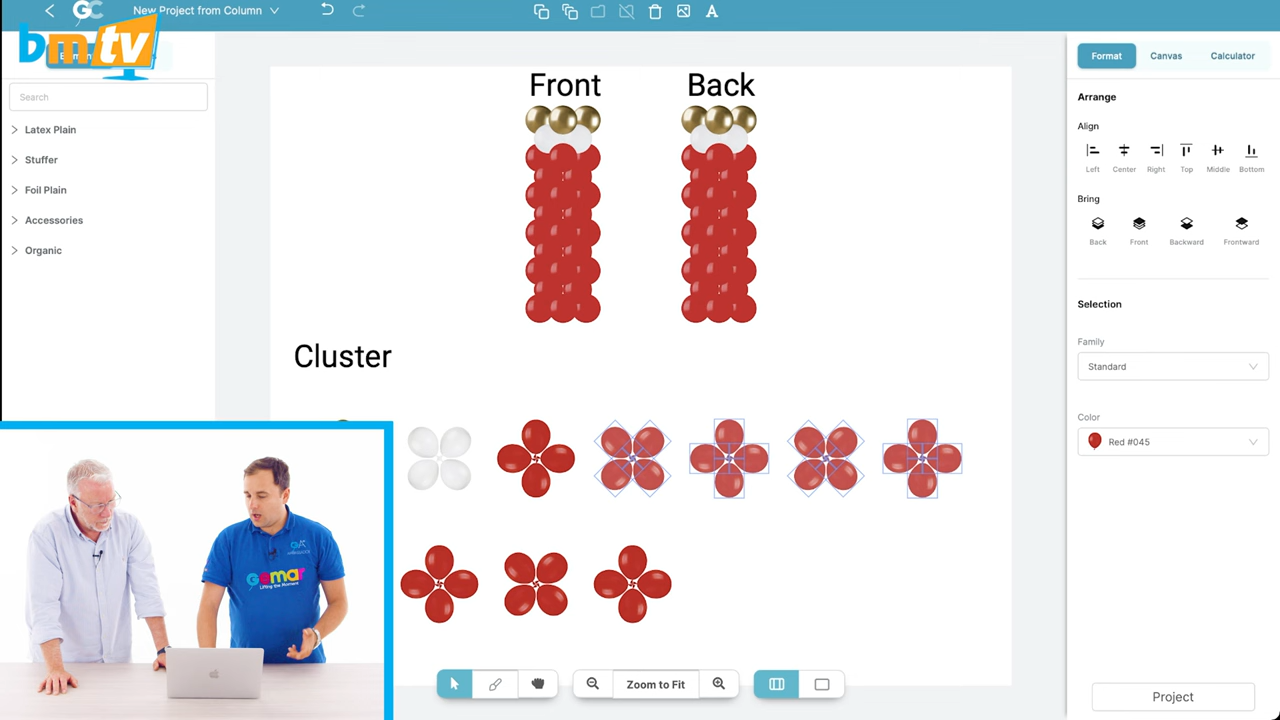 New Project from Column
bmtv
Search
Latex Plain
Stuffer
Foil Plain
Accessories
Organic
Front
Back
Cluster
Format
Canvas
Calculator
Arrange
Align
Left
Center
Right
Top
Middle
Bottom
Bring
Back
Front
Backward
Frontward
Selection
Family
Standard
Color
Red #045
Gemar
Lifting the Moment
Zoom to Fit
Project